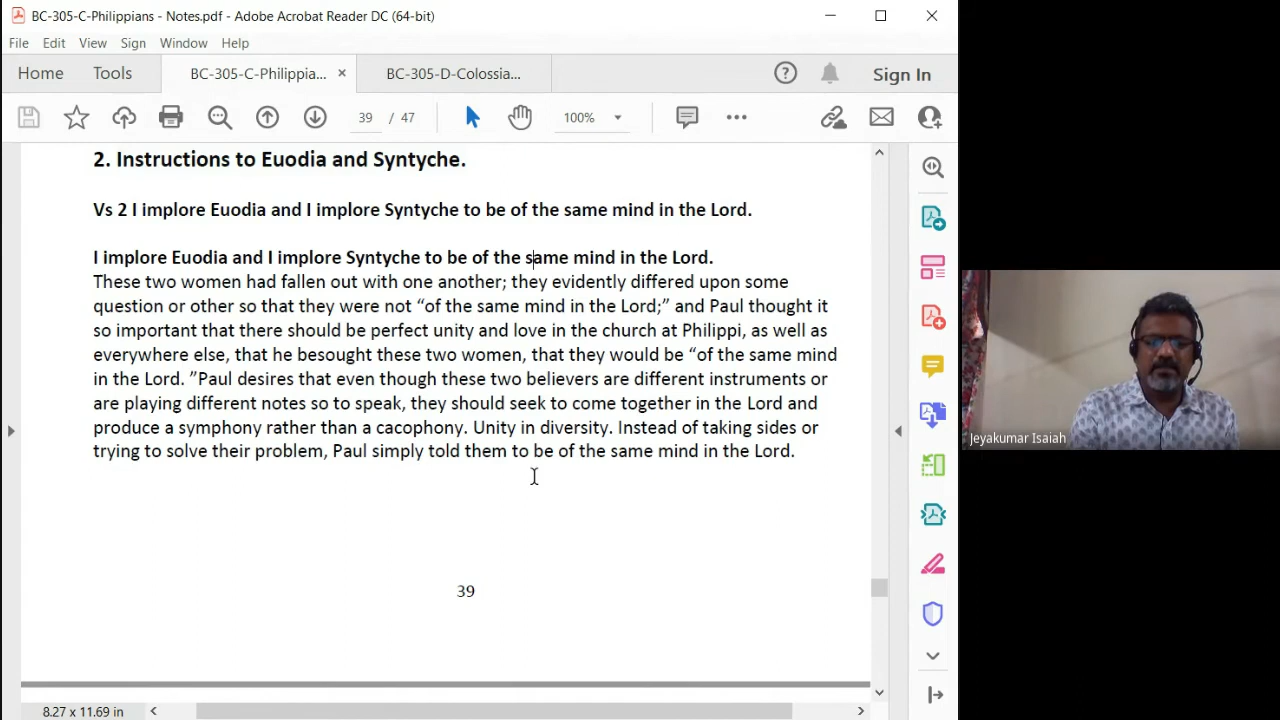 BC-305-C-Philippians - Notes.pdf - Adobe Acrobat Reader DC (64-bit)
File Edit View Sign Window Help
Home Tools BC-305-C-Philippia... × BC-305-D-Colossia... Sign In
39 / 47 100%
2. Instructions to Euodia and Syntyche.
Vs 2 I implore Euodia and I implore Syntyche to be of the same mind in the Lord.
I implore Euodia and I implore Syntyche to be of the same mind in the Lord.
These two women had fallen out with one another; they evidently differed upon some
question or other so that they were not “of the same mind in the Lord;” and Paul thought it
so important that there should be perfect unity and love in the church at Philippi, as well as
everywhere else, that he besought these two women, that they would be “of the same mind
in the Lord. ”Paul desires that even though these two believers are different instruments or
are playing different notes so to speak, they should seek to come together in the Lord and
produce a symphony rather than a cacophony. Unity in diversity. Instead of taking sides or
trying to solve their problem, Paul simply told them to be of the same mind in the Lord.
39
8.27 x 11.69 in
Jeyakumar Isaiah